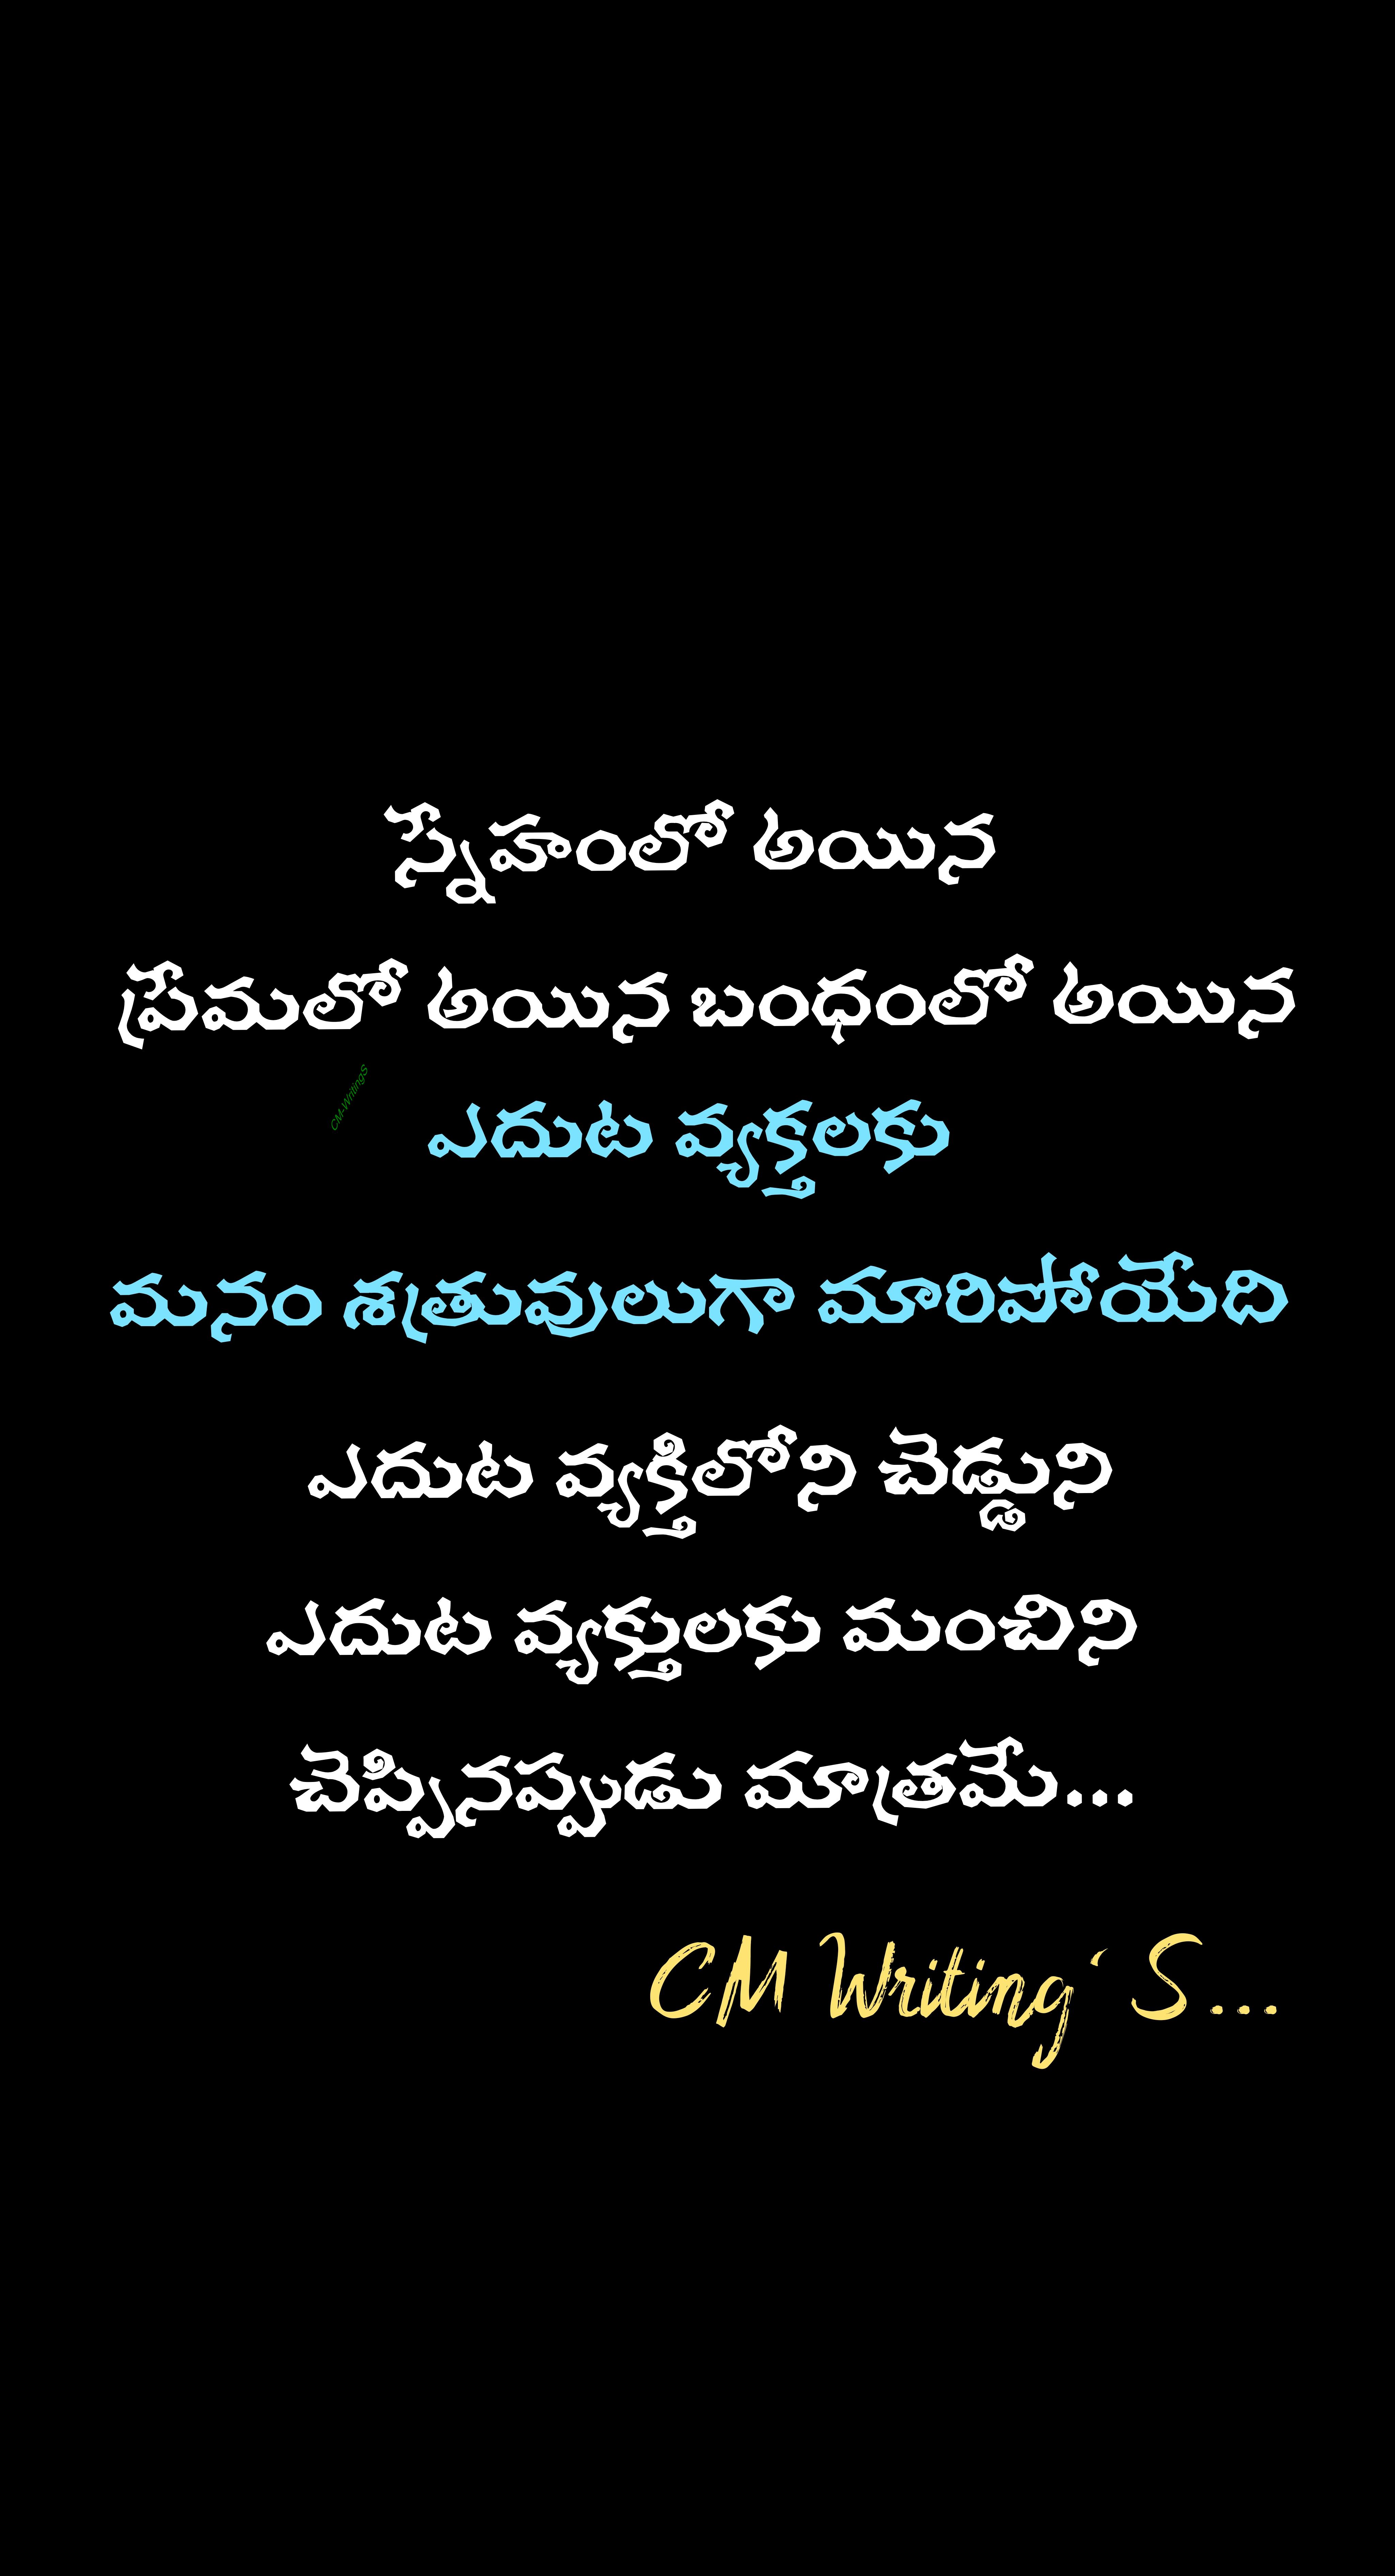 స్నేహంలో అయిన
ప్రేమలో అయిన బంధంలో అయిన
CM-WritingS
ఎదుట వ్యక్తలకు
మనం శత్రువులుగా మారిపోయేది
ఎదుట వ్యక్తిలోని చెడ్డుని
ఎదుట వ్యక్తులకు మంచిని
చెప్పినప్పుడు మాత్రమే...
CM Writing‘ S...